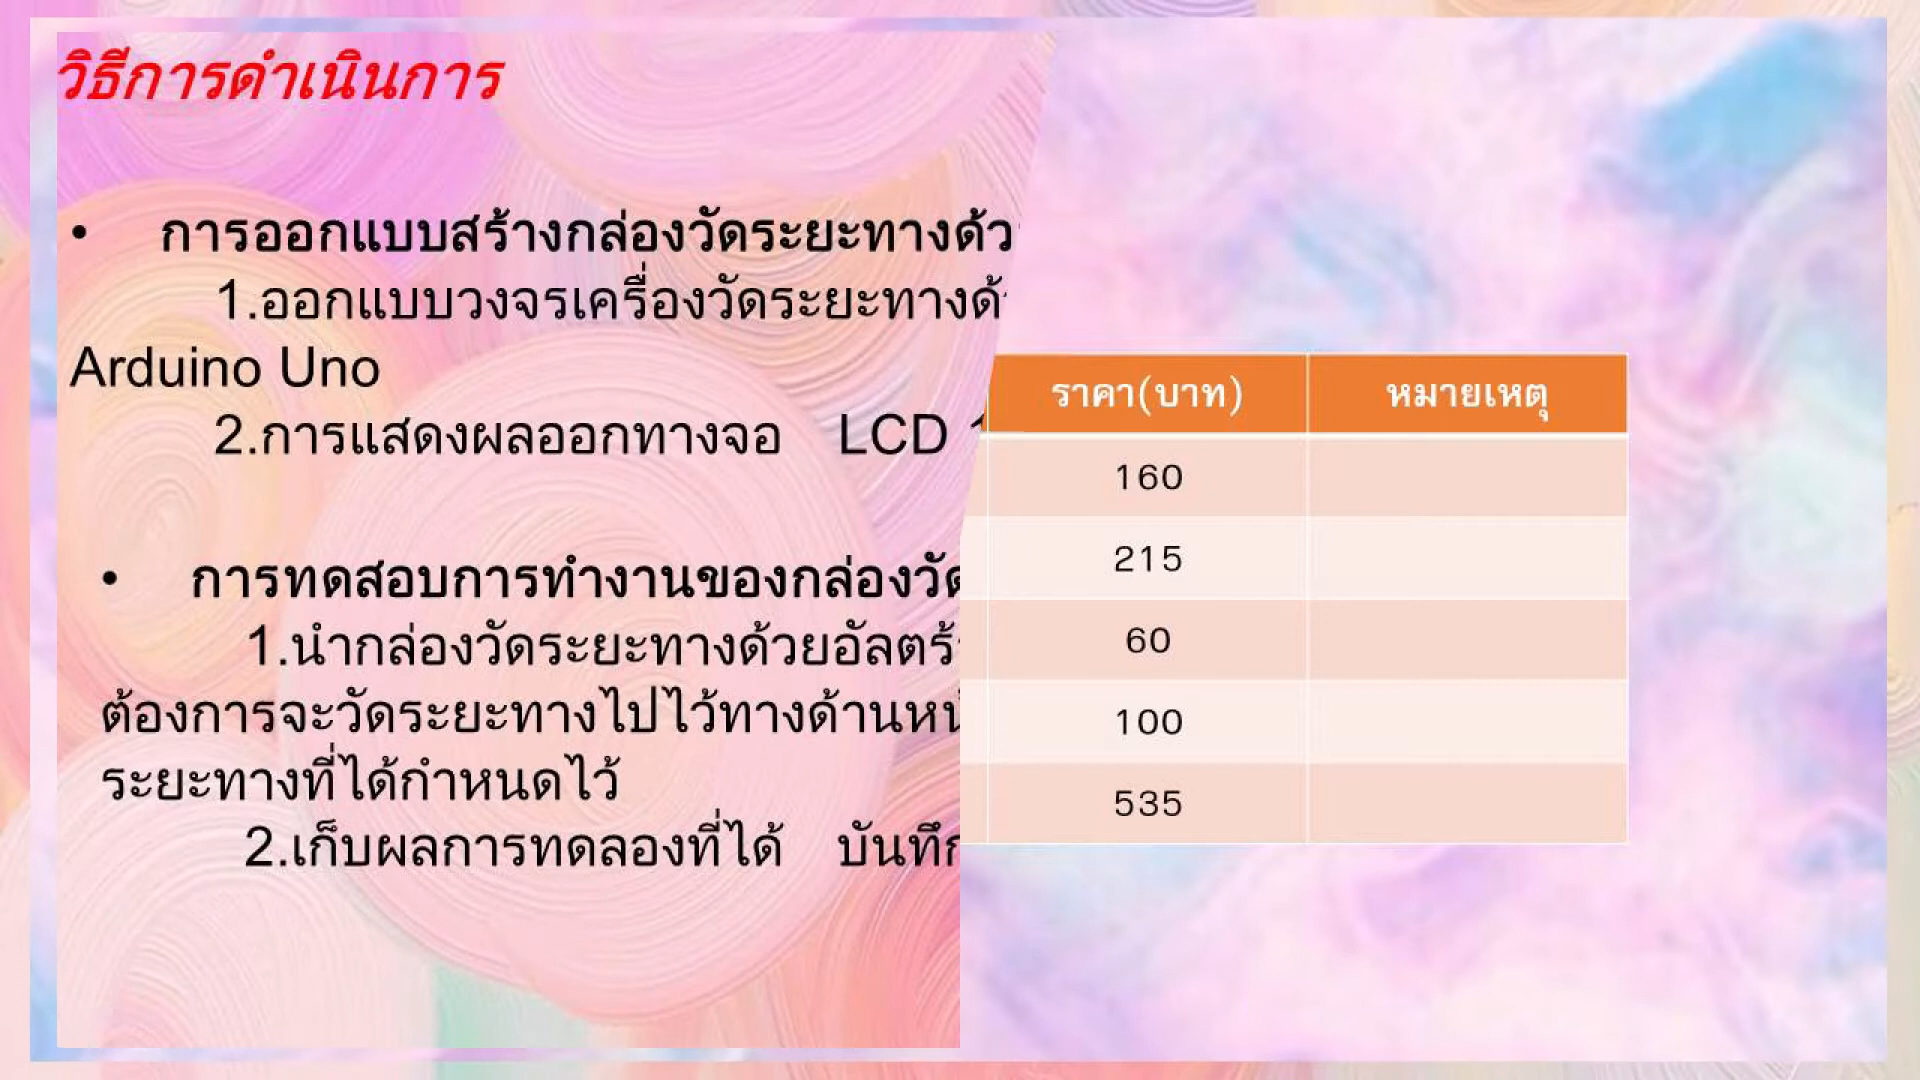 วิธีการดำเนินการ
• การออกแบบสร้างกล่องวัดระยะทางด้ว
1.ออกแบบวงจรเครื่องวัดระยะทางด้
Arduino Uno
2.การแสดงผลออกทางจอ LCD
• การทดสอบการทำงานของกล่องวัด
1.นำกล่องวัดระยะทางด้วยอัลตร้
ต้องการจะวัดระยะทางไปไว้ทางด้านหน้
ระยะทางที่ได้กำหนดไว้
2.เก็บผลการทดลองที่ได้ บันทึก
ราคา(บาท) หมายเหตุ
160
215
60
100
535